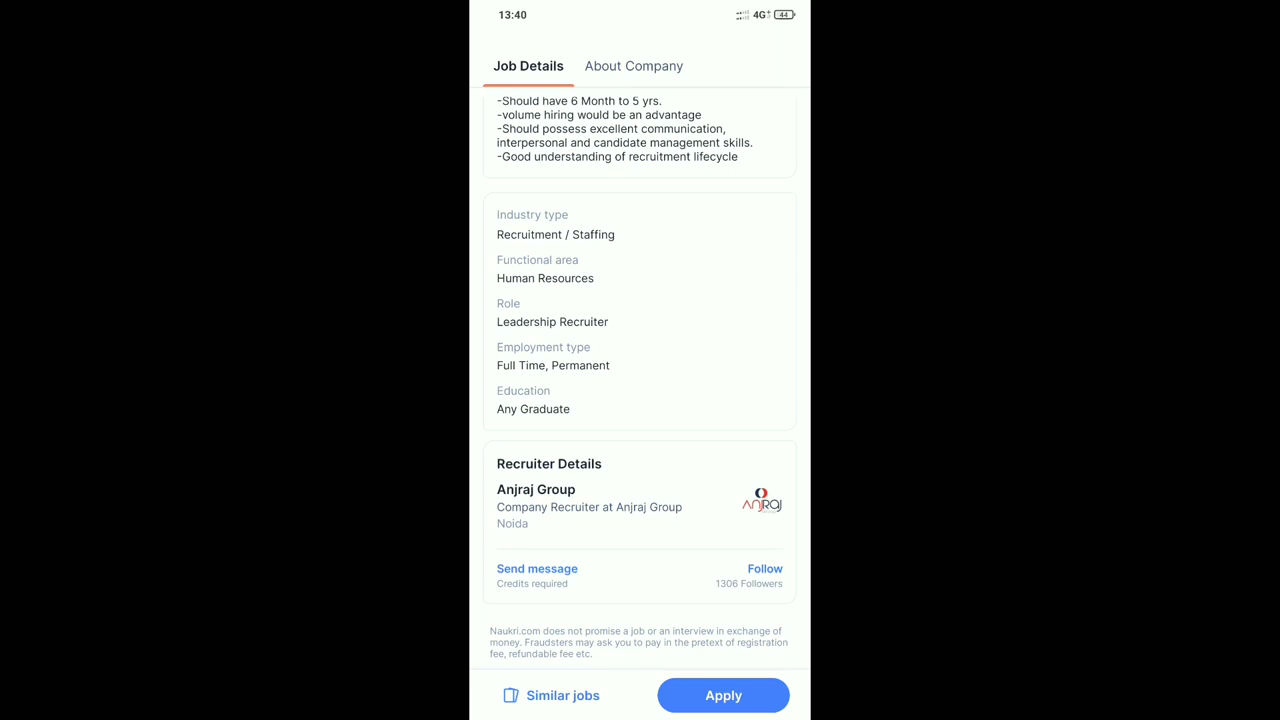 13:40
4G+
44
Job Details
About Company
-Should have 6 Month to 5 yrs.
-volume hiring would be an advantage
-Should possess excellent communication,
interpersonal and candidate management skills.
-Good understanding of recruitment lifecycle
Industry type
Recruitment / Staffing
Functional area
Human Resources
Role
Leadership Recruiter
Employment type
Full Time, Permanent
Education
Any Graduate
Recruiter Details
Anjraj Group
Company Recruiter at Anjraj Group
Noida
ANJRAJ
Send message
Credits required
Follow
1306 Followers
Naukri.com does not promise a job or an interview in exchange of
money. Fraudsters may ask you to pay in the pretext of registration
fee, refundable fee etc.
Similar jobs
Apply